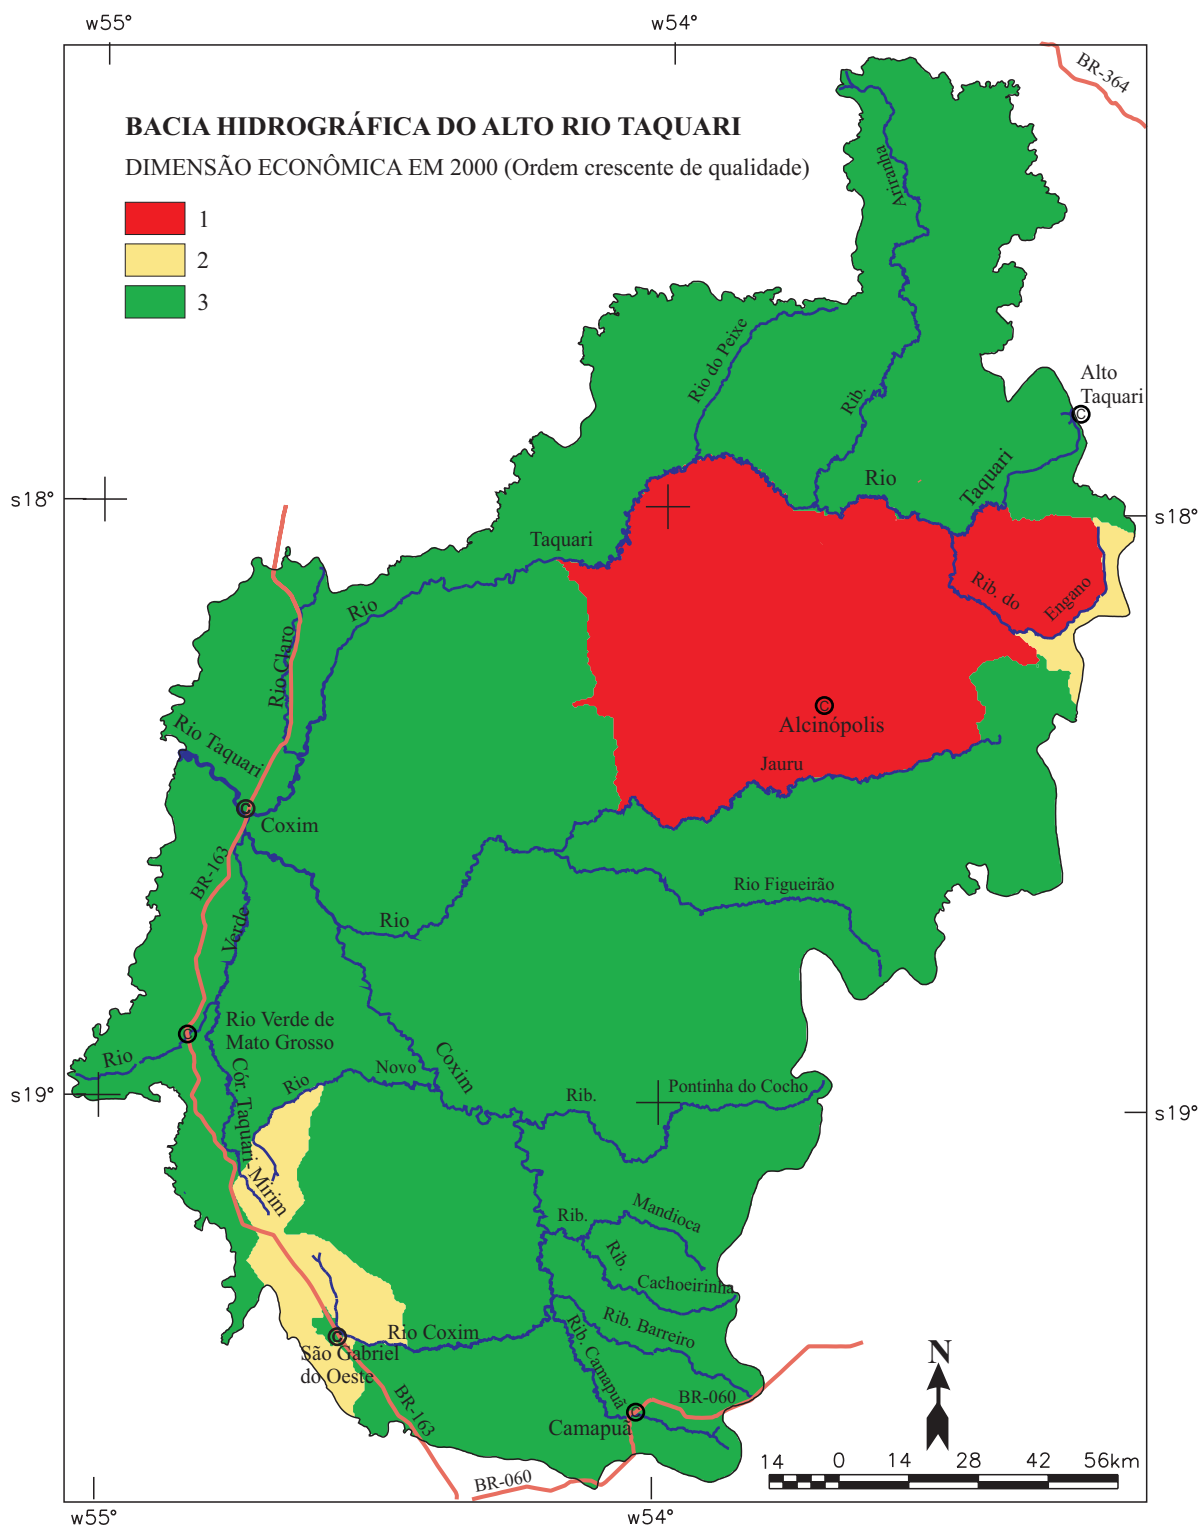 w55°
w54°
BR-364
BACIA HIDROGRÁFICA DO ALTO RIO TAQUARI
DIMENSÃO ECONÔMICA EM 2000 (Ordem crescente de qualidade)
1
2
3
Ariranha
Rio do Peixe
Rib.
Alto
Taquari
s18°
s18°
Rio
Taquari
Taquari
Rio
Rib. do
Engano
Rio Claro
Rio Taquari
Alcinópolis
Jauru
Coxim
BR-163
Verde
Rio
Rio Figueirão
Rio Verde de
Mato Grosso
Rio
Cór. Taquari-Mirim
Rio
Novo
Coxim
Rib.
Pontinha do Cocho
s19°
s19°
Rib.
Mandioca
Rib.
Cachoeirinha
Rio Coxim
Rib. Barreiro
Rib. Camapuã
São Gabriel
do Oeste
BR-163
Camapuã
BR-060
BR-060
N
14 0 14 28 42 56km
w55°
w54°